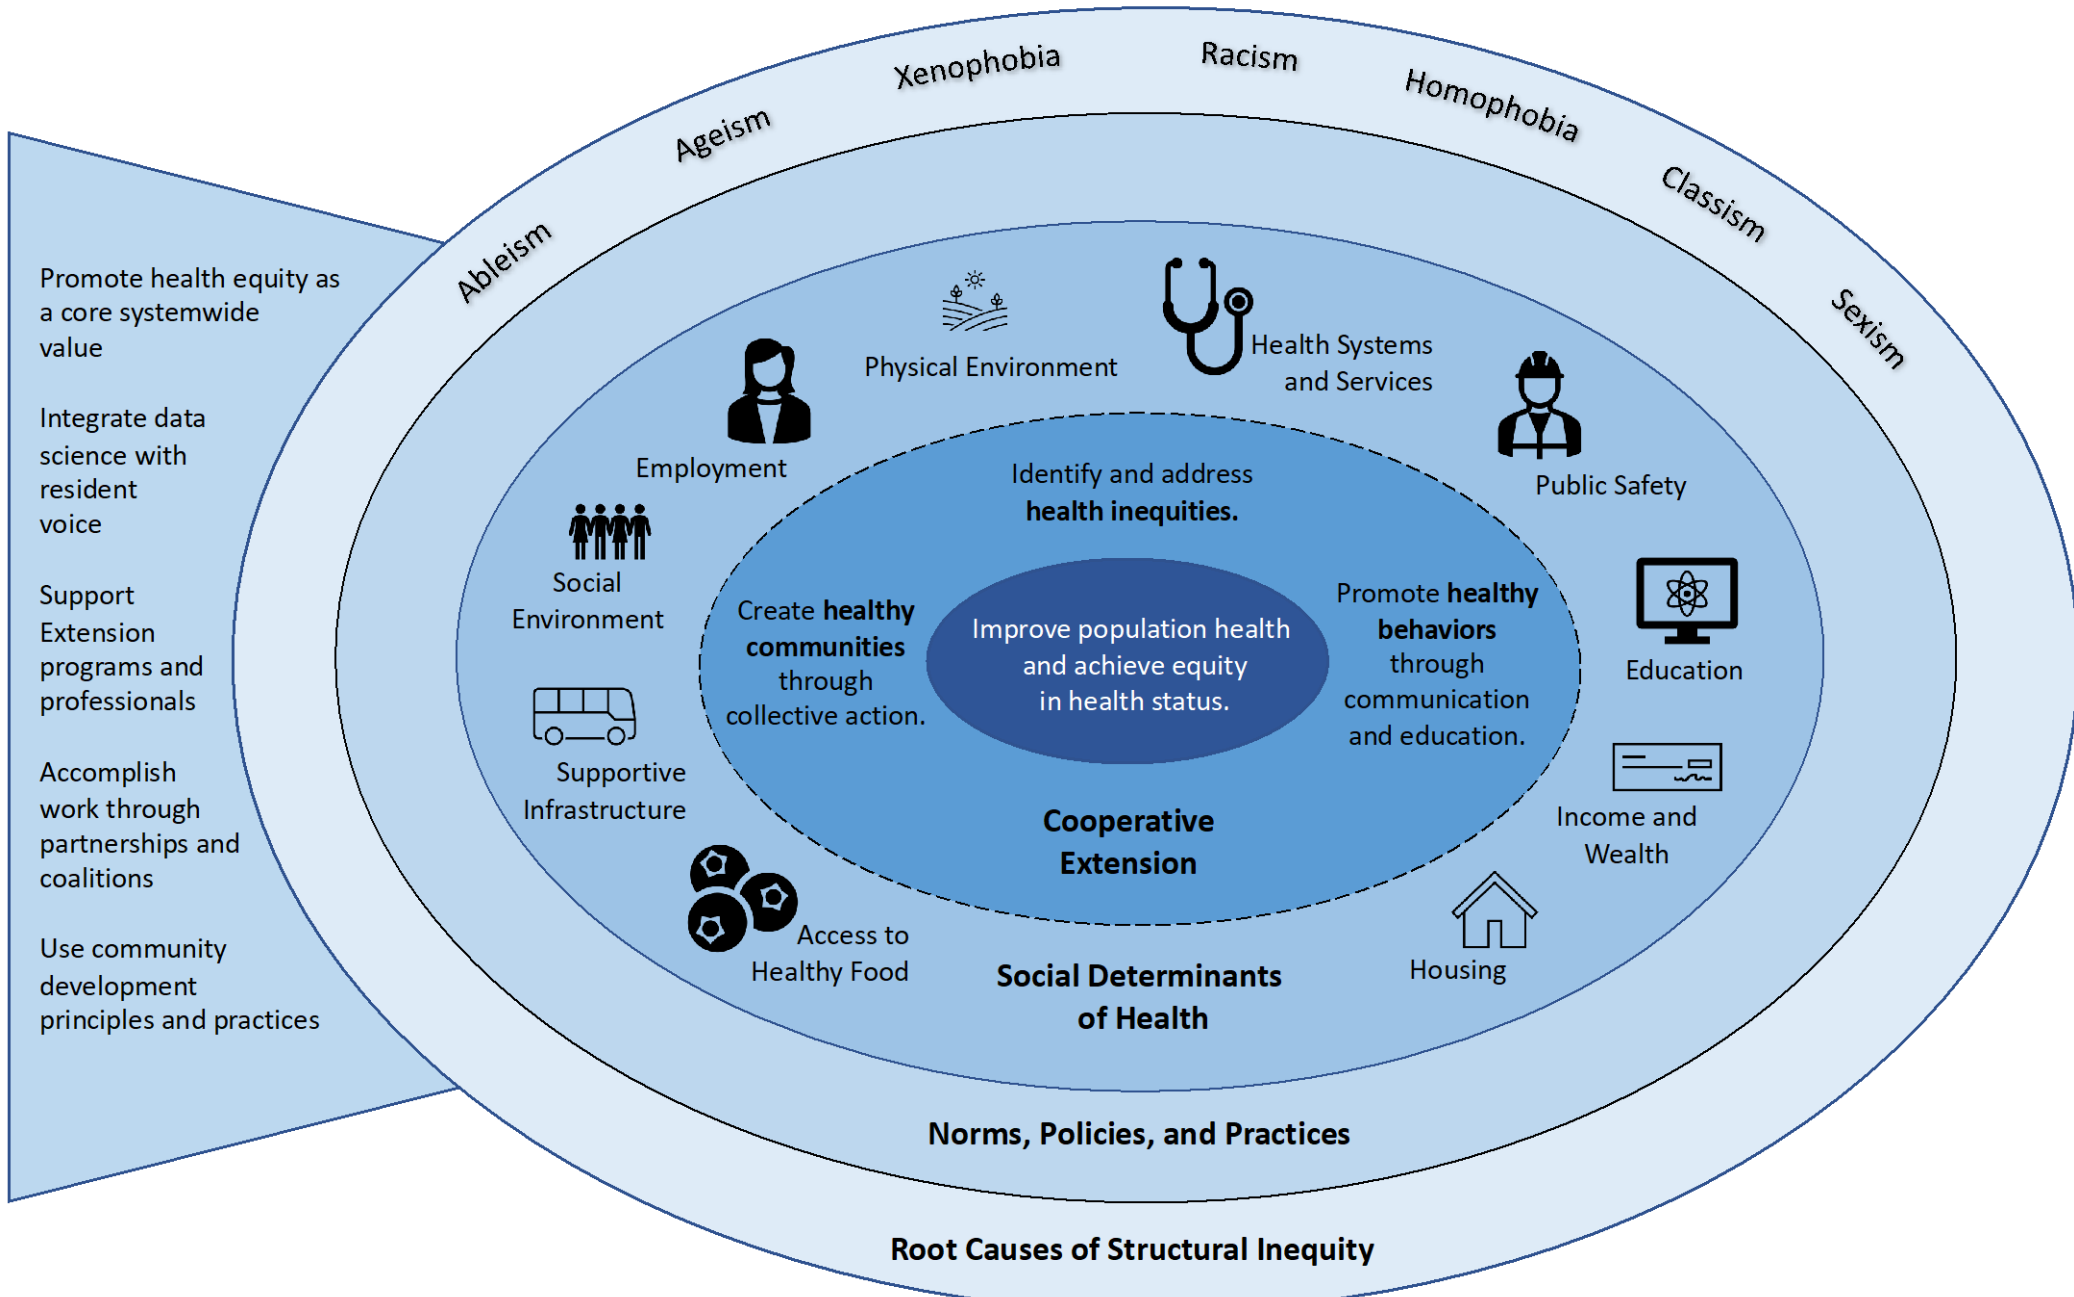 Promote health equity as
a core systemwide
value
Integrate data
science with
resident
voice
Support
Extension
programs and
professionals
Accomplish
work through
partnerships and
coalitions
Use community
development
principles and practices
Ableism
Ageism
Xenophobia
Racism
Homophobia
Classism
Sexism
Physical Environment
Health Systems
and Services
Employment
Public Safety
Social
Environment
Education
Supportive
Infrastructure
Income and
Wealth
Access to
Healthy Food
Housing
Identify and address
health inequities.
Create healthy
communities
through
collective action.
Improve population health
and achieve equity
in health status.
Promote healthy
behaviors
through
communication
and education.
Cooperative
Extension
Social Determinants
of Health
Norms, Policies, and Practices
Root Causes of Structural Inequity